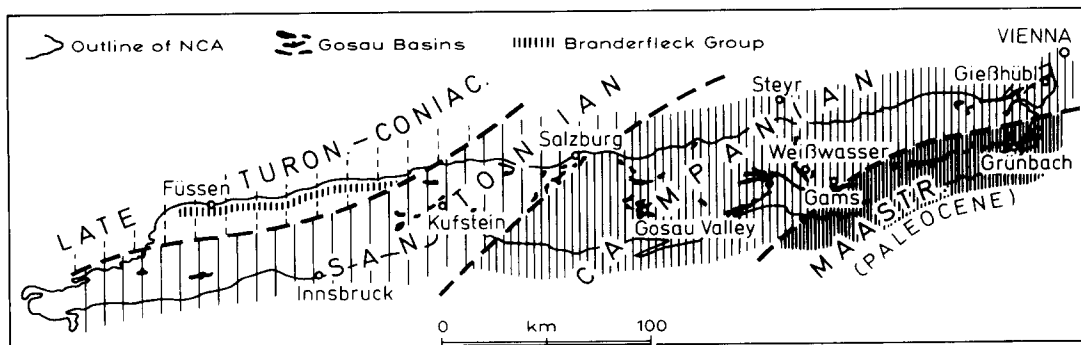 Outline of NCA
Gosau Basins
Branderfleck Group
VIENNA
Gießhübl
Steyr
LATE TURON-CONIAC.
SANTONIAN
CAMPANIAN
MAASTR.
(PALEOCENE)
Salzburg
Weißwasser
Grünbach
Füssen
Gams
Kufstein
Gosau Valley
Innsbruck
0 km 100